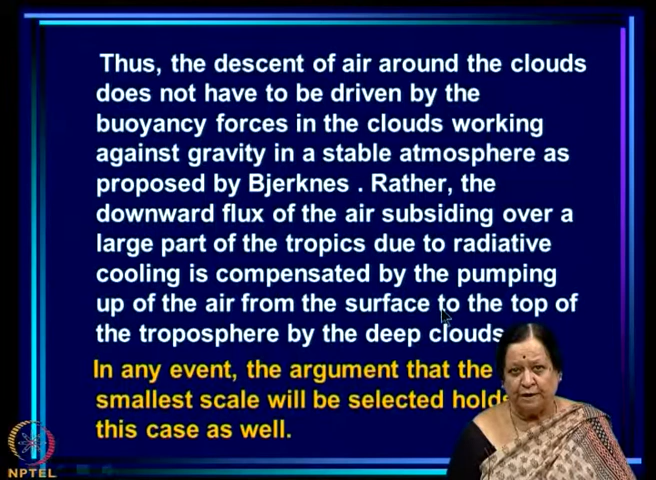 Thus, the descent of air around the clouds
does not have to be driven by the
buoyancy forces in the clouds working
against gravity in a stable atmosphere as
proposed by Bjerknes . Rather, the
downward flux of the air subsiding over a
large part of the tropics due to radiative
cooling is compensated by the pumping
up of the air from the surface to the top of
the troposphere by the deep clouds
In any event, the argument that the
smallest scale will be selected holds
this case as well.
NPTEL